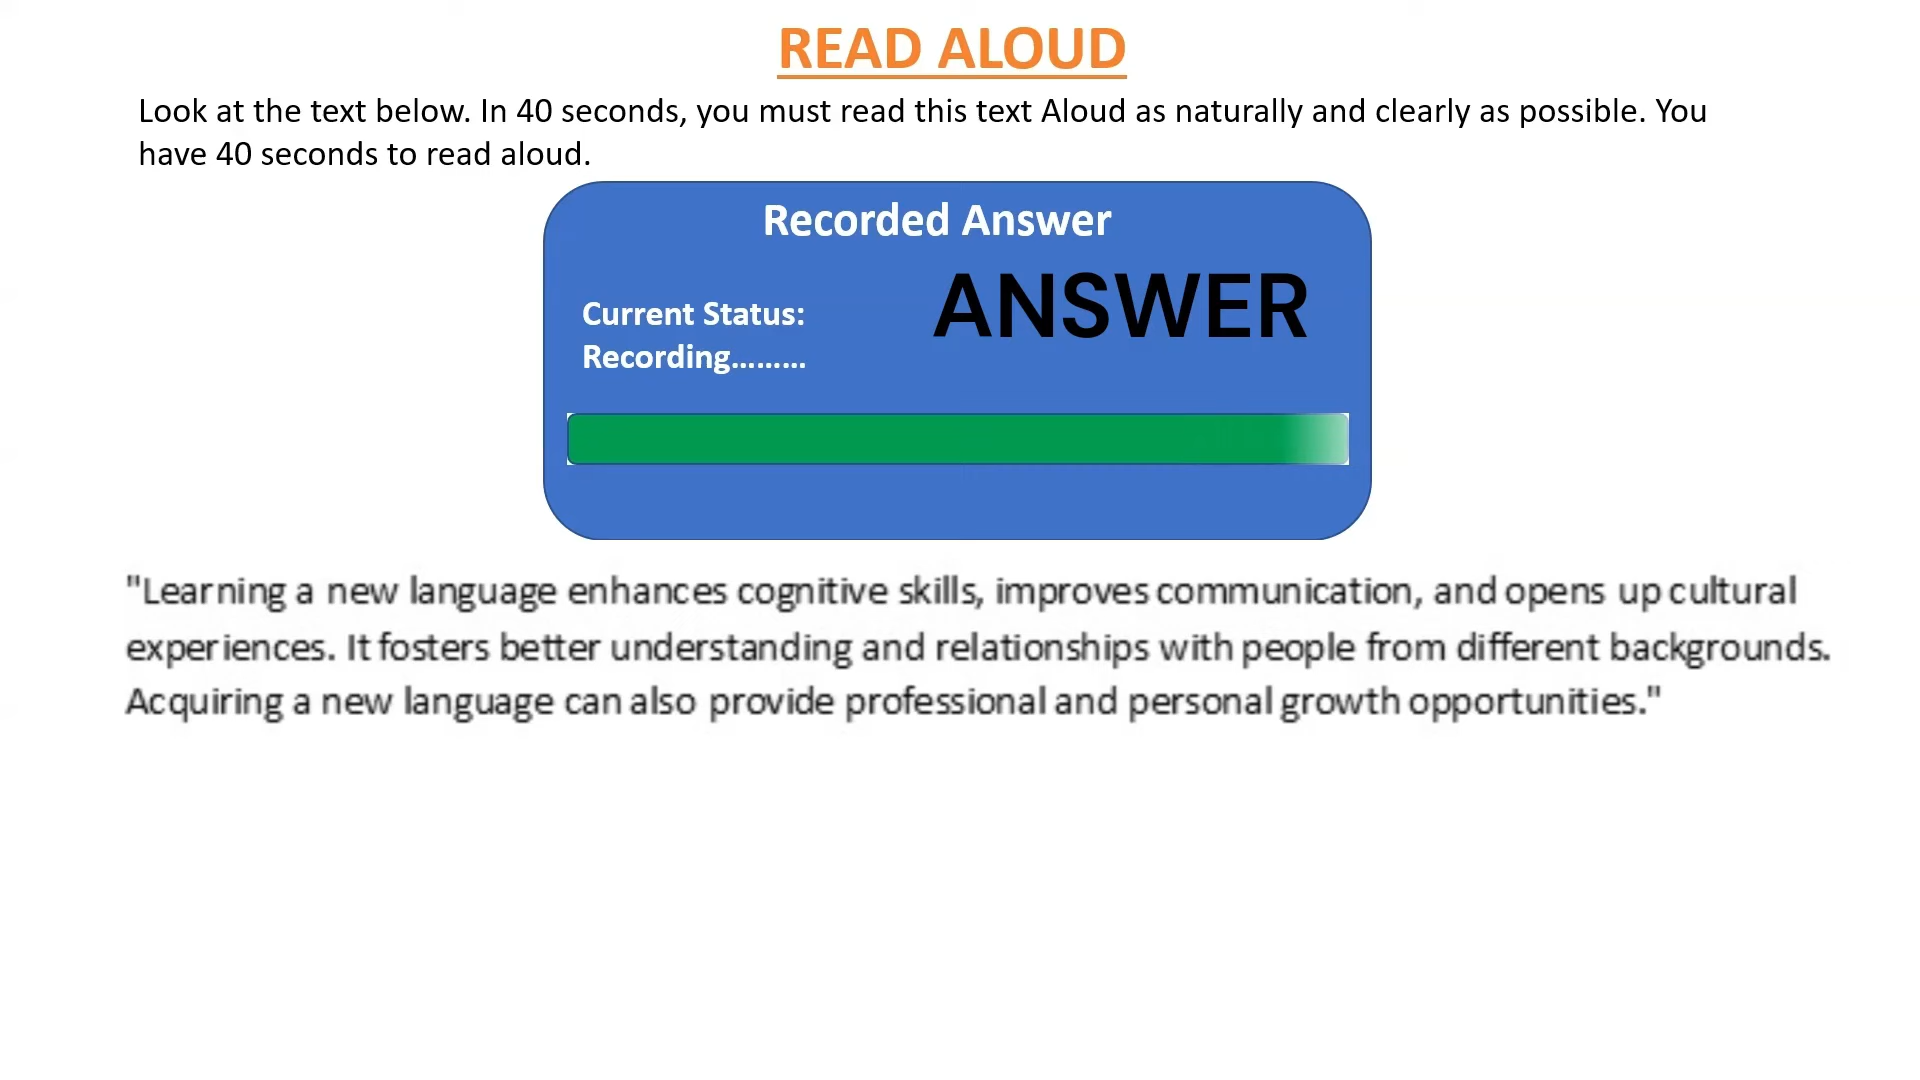 READ ALOUD
Look at the text below. In 40 seconds, you must read this text Aloud as naturally and clearly as possible. You
have 40 seconds to read aloud.
Recorded Answer
ANSWER
Current Status:
Recording.........
"Learning a new language enhances cognitive skills, improves communication, and opens up cultural
experiences. It fosters better understanding and relationships with people from different backgrounds.
Acquiring a new language can also provide professional and personal growth opportunities."